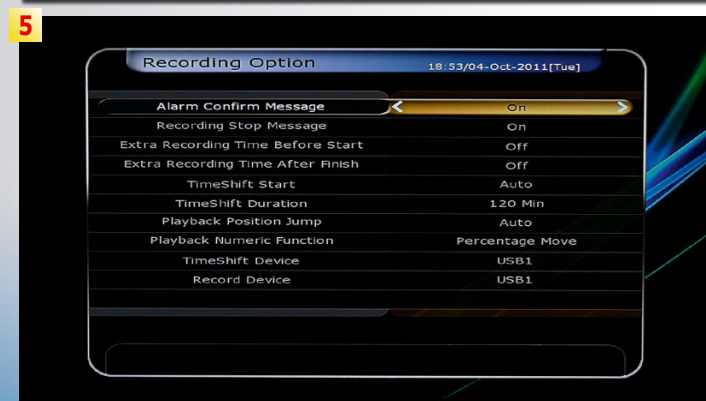 5
Recording Option 18:53/04-Oct-2011[Tue]
Alarm Confirm Message On
Recording Stop Message On
Extra Recording Time Before Start Off
Extra Recording Time After Finish Off
TimeShift Start Auto
TimeShift Duration 120 Min
Playback Position Jump Auto
Playback Numeric Function Percentage Move
TimeShift Device USB1
Record Device USB1